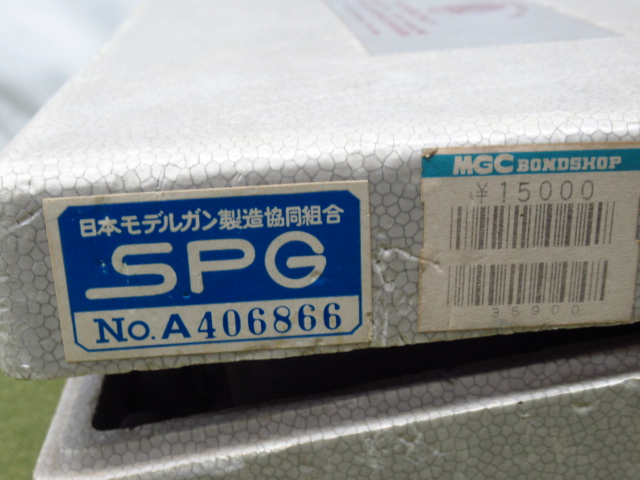 日本モデルガン製造協同組合
SPG
No.A406866
MGC BONDSHOP
¥15000
35900